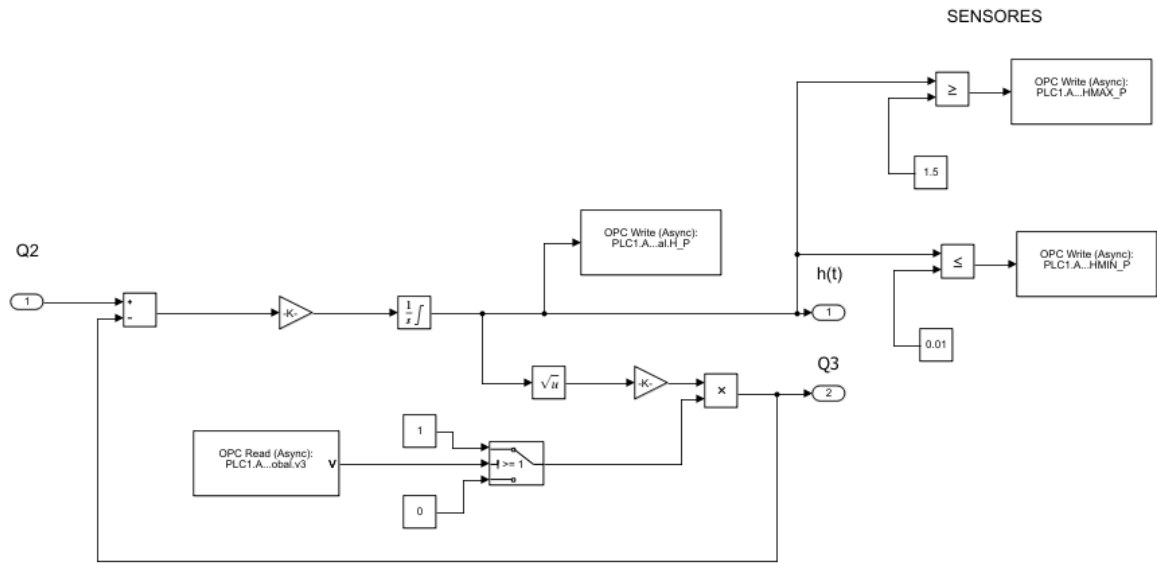 SENSORES
OPC Write (Async):
PLC1.A...HMAX_P
≥
1.5
OPC Write (Async):
PLC1.A...al.H_P
OPC Write (Async):
PLC1.A...HMIN_P
≤
0.01
Q2
h(t)
1
+
−
-K-
1/s ∫
1
√u
-K-
×
Q3
2
1
OPC Read (Async):
PLC1.A...obal.v3
V
>= 1
0